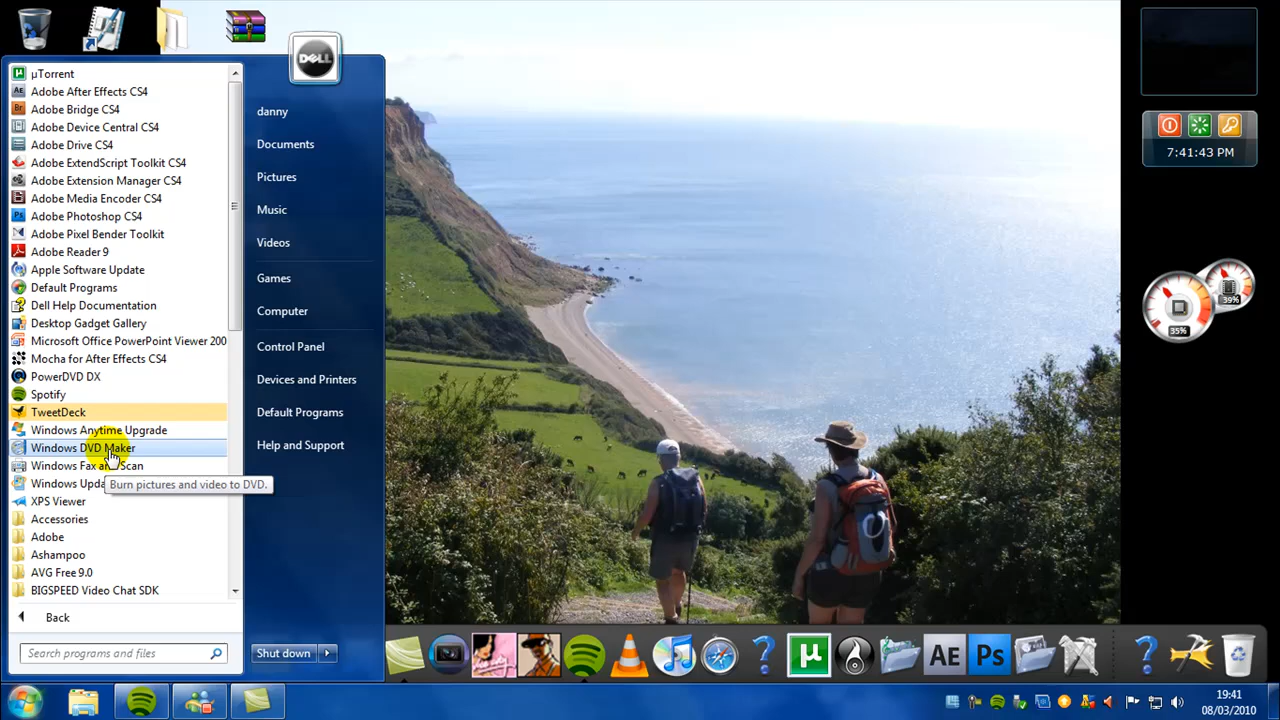 DELL
µTorrent
Adobe After Effects CS4
Adobe Bridge CS4
Adobe Device Central CS4
Adobe Drive CS4
Adobe ExtendScript Toolkit CS4
Adobe Extension Manager CS4
Adobe Media Encoder CS4
Adobe Photoshop CS4
Adobe Pixel Bender Toolkit
Adobe Reader 9
Apple Software Update
Default Programs
Dell Help Documentation
Desktop Gadget Gallery
Microsoft Office PowerPoint Viewer 200
Mocha for After Effects CS4
PowerDVD DX
Spotify
TweetDeck
Windows Anytime Upgrade
Windows DVD Maker
Windows Fax and Scan
Windows Upda
Burn pictures and video to DVD.
XPS Viewer
Accessories
Adobe
Ashampoo
AVG Free 9.0
BIGSPEED Video Chat SDK
Back
Search programs and files
danny
Documents
Pictures
Music
Videos
Games
Computer
Control Panel
Devices and Printers
Default Programs
Help and Support
Shut down
7:41:43 PM
39%
35%
µ
AE
Ps
19:41
08/03/2010